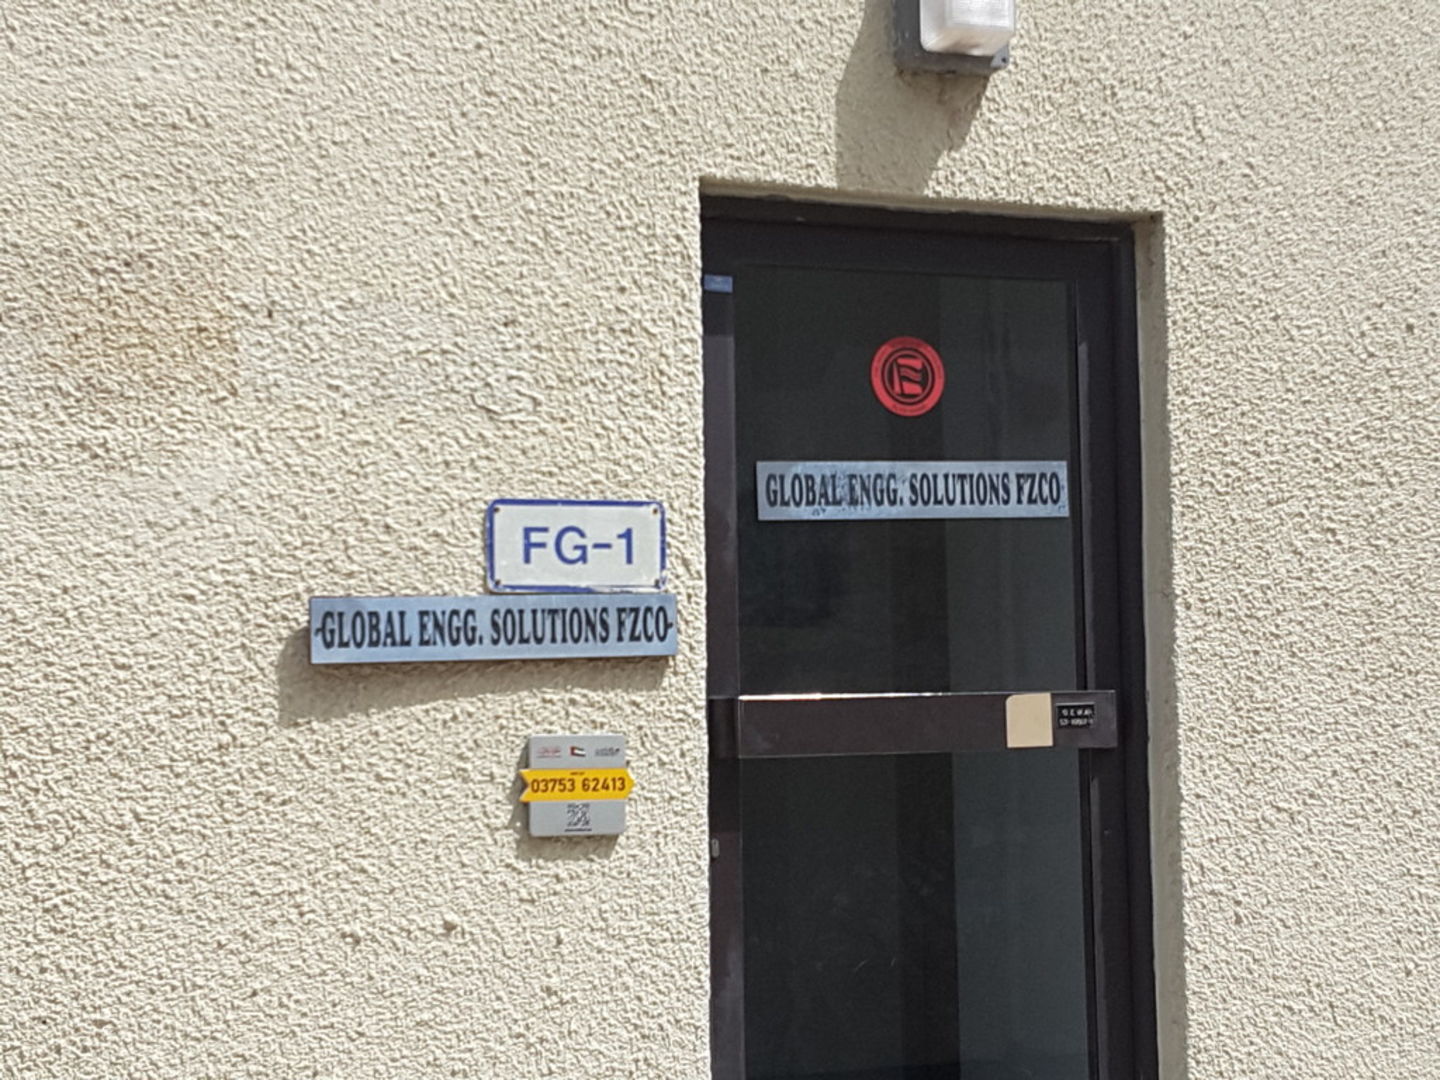 FG-1
GLOBAL ENGG. SOLUTIONS FZCO
03753 62413
GLOBAL ENGG. SOLUTIONS FZCO